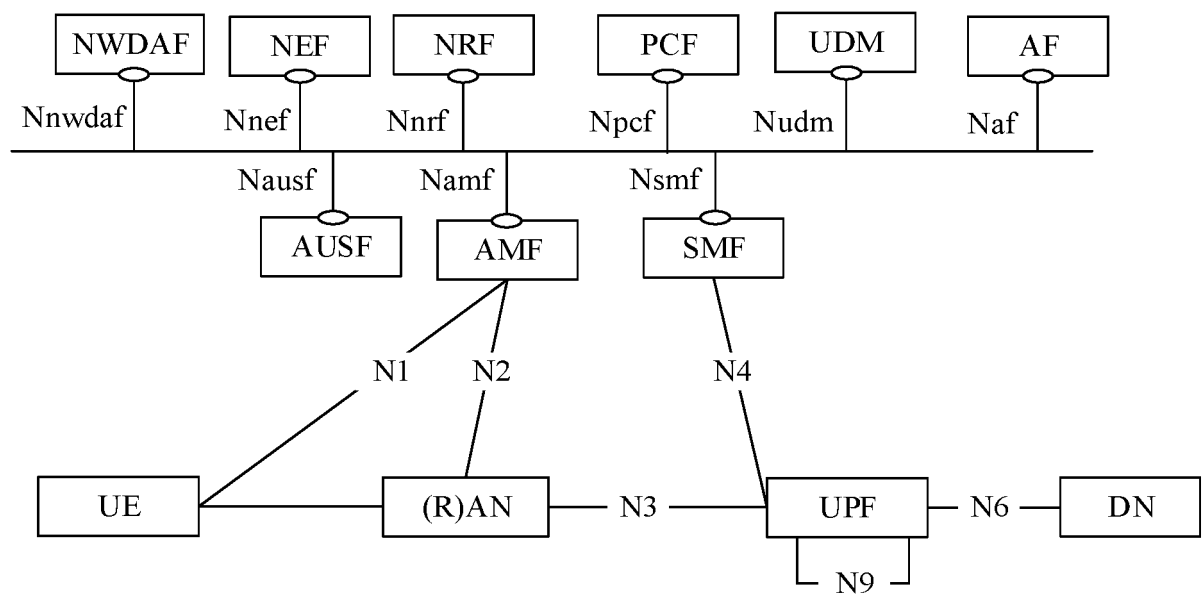 NWDAF NEF NRF PCF UDM AF
Nnwdaf Nnef Nnrf Npcf Nudm Naf
Nausf Namf Nsmf
AUSF AMF SMF
N1 N2 N4
UE (R)AN N3 UPF N6 DN
N9